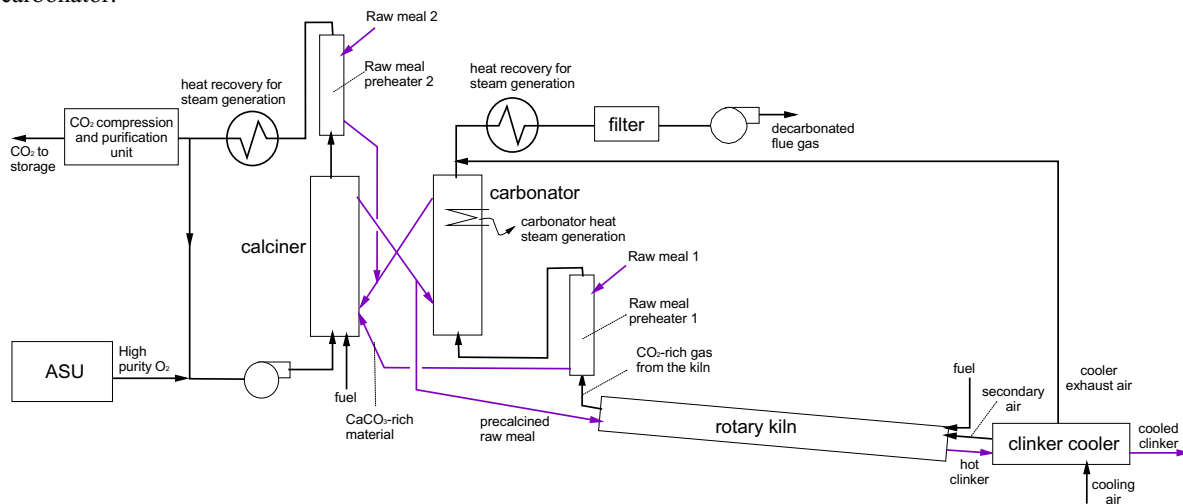 carbonator.
Raw meal 2
Raw meal
preheater 2
heat recovery for
steam generation
heat recovery for
steam generation
CO₂ compression
and purification
unit
CO₂ to
storage
filter
decarbonated
flue gas
carbonator
carbonator heat
steam generation
calciner
Raw meal 1
Raw meal
preheater 1
CO₂-rich gas
from the kiln
ASU
High
purity O₂
fuel
CaCO₃-rich
material
precalcined
raw meal
rotary kiln
fuel
secondary
air
cooler
exhaust air
clinker cooler
cooled
clinker
hot
clinker
cooling
air